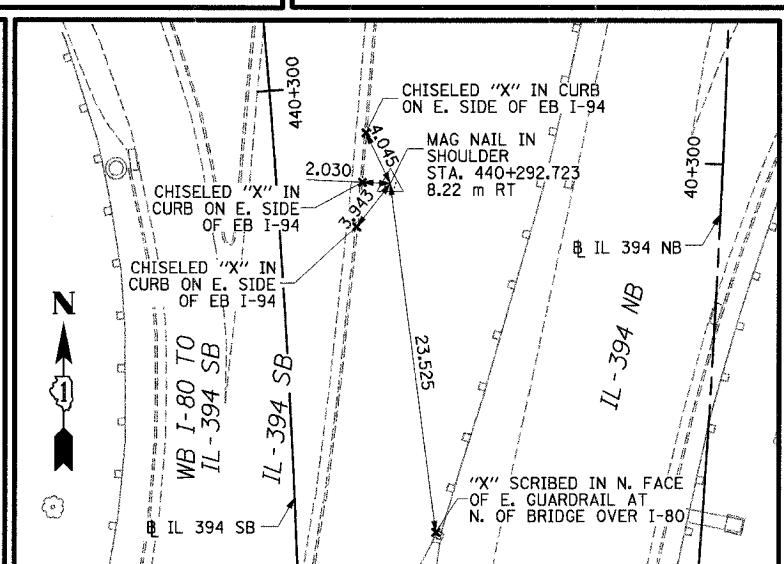 440+300
CHISELED "X" IN CURB
ON E. SIDE OF EB I-94
4.045
MAG NAIL IN
SHOULDER
STA. 440+292.723
8.22 m RT
40+300
2.030
CHISELED "X" IN
CURB ON E. SIDE
OF EB I-94
3.943
CHISELED "X" IN
CURB ON E. SIDE
OF EB I-94
℄ IL 394 NB
N
1
WB I-80 TO
IL-394 SB
IL-394 SB
23.525
IL-394 NB
"X" SCRIBED IN N. FACE
OF E. GUARDRAIL AT
N. OF BRIDGE OVER I-80
℄ IL 394 SB